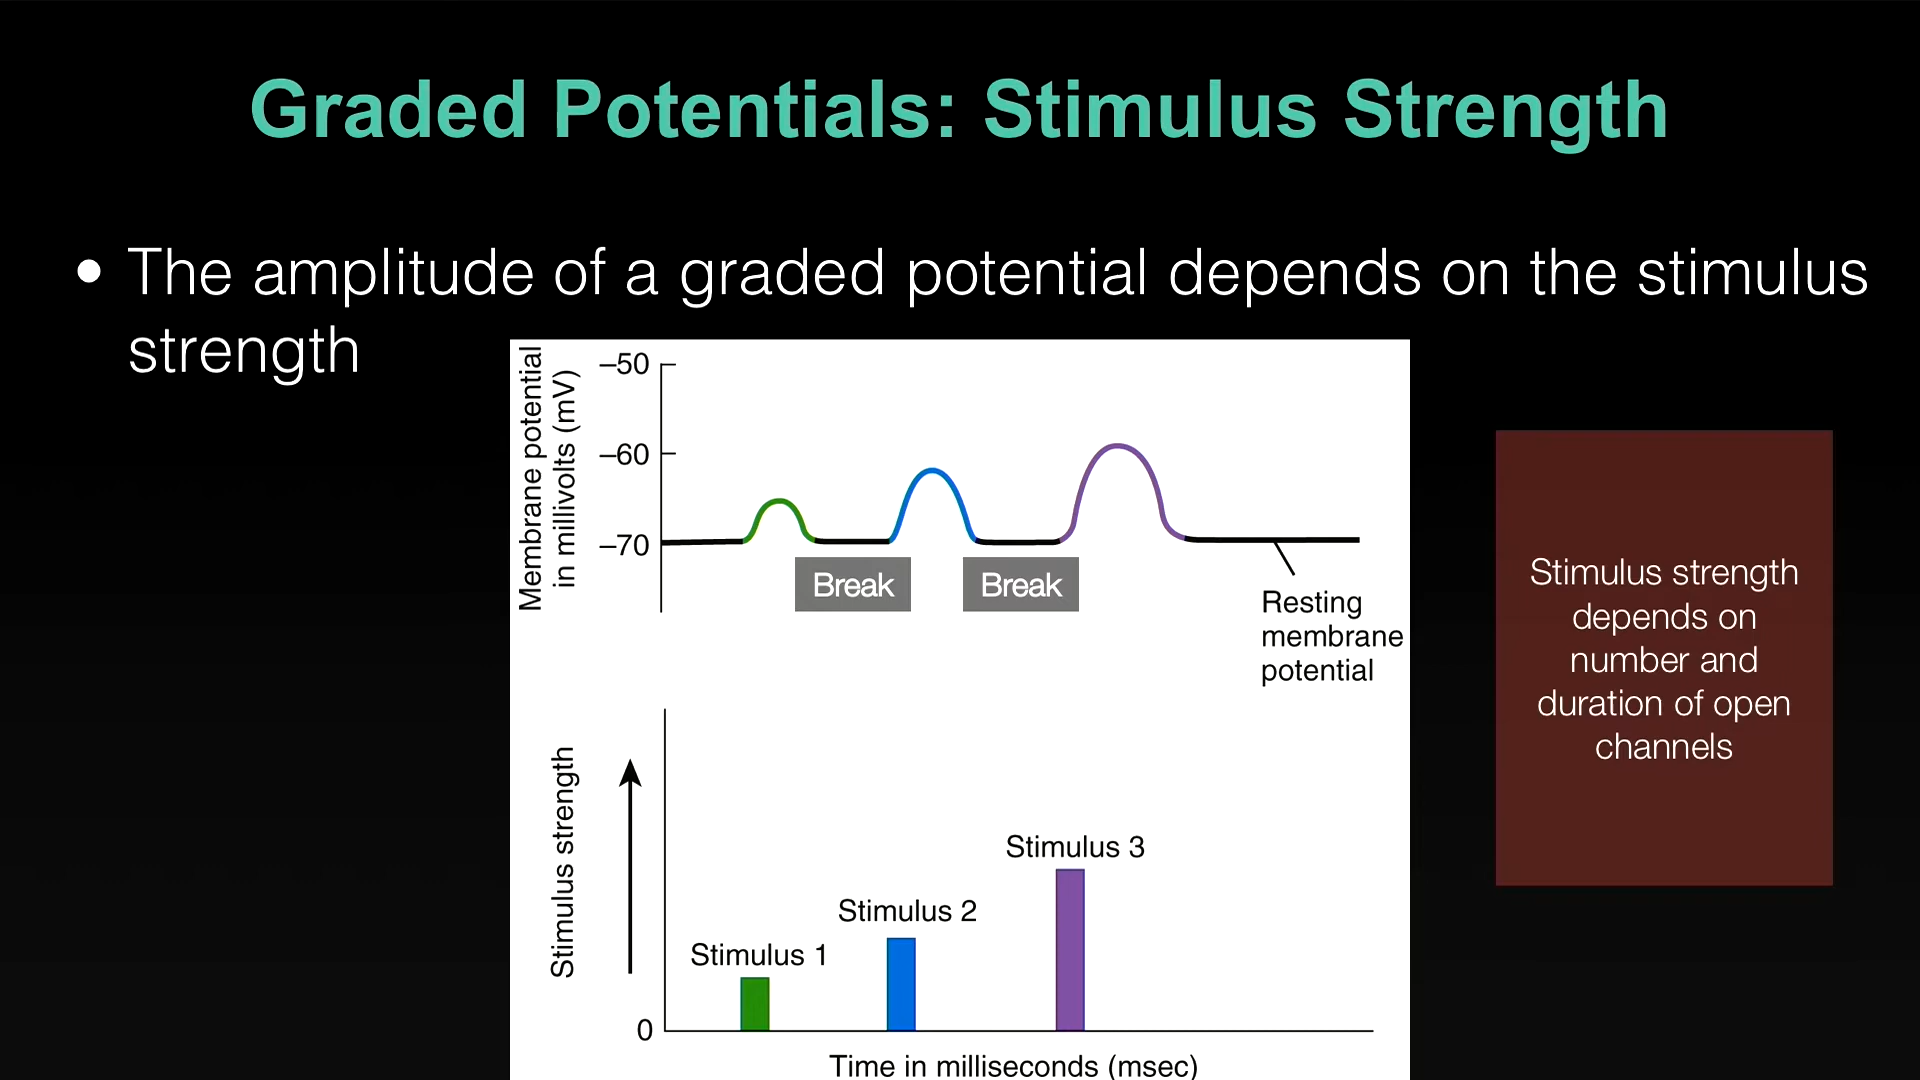 Graded Potentials: Stimulus Strength
• The amplitude of a graded potential depends on the stimulus
strength
Membrane potential
in millivolts (mV)
–50
–60
–70
Break
Break
Resting
membrane
potential
Stimulus strength
depends on
number and
duration of open
channels
Stimulus strength
Stimulus 3
Stimulus 2
Stimulus 1
0
Time in milliseconds (msec)